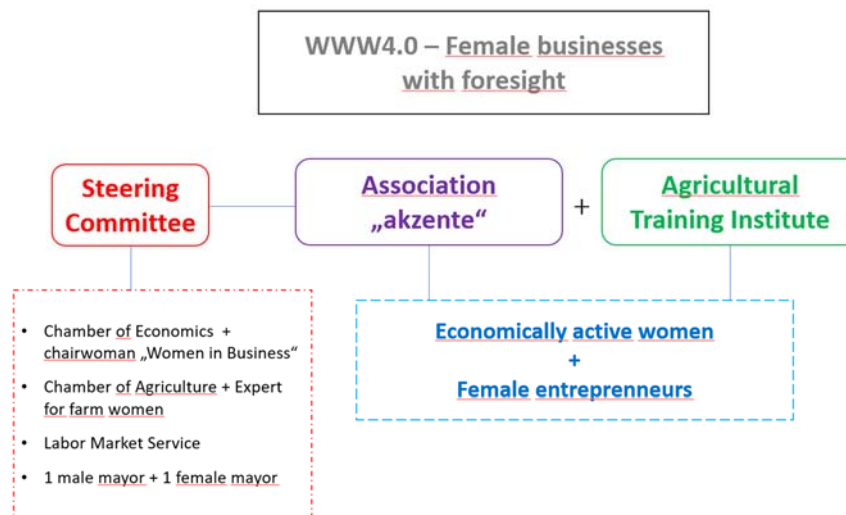 WWW4.0 – Female businesses
with foresight
Steering
Committee
Association
„akzente“
+
Agricultural
Training Institute
• Chamber of Economics +
chairwoman „Women in Business“
• Chamber of Agriculture + Expert
for farm women
• Labor Market Service
• 1 male mayor + 1 female mayor
Economically active women
+
Female entreprenneurs